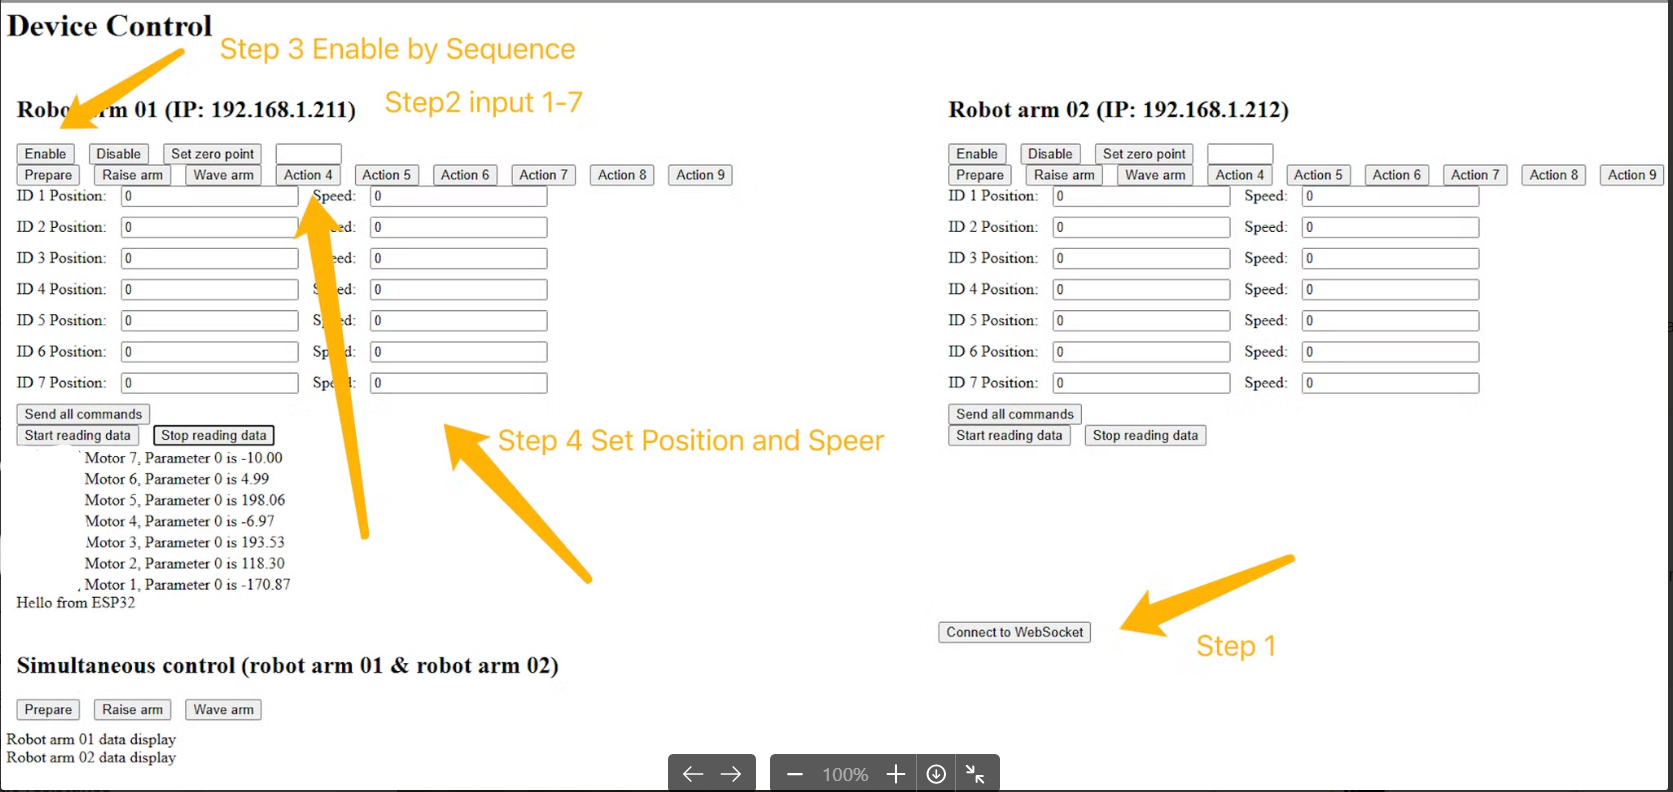 Device Control
Step 3 Enable by Sequence
Robo rm 01 (IP: 192.168.1.211)
Step2 input 1-7
Enable Disable Set zero point
Prepare Raise arm Wave arm Action 4 Action 5 Action 6 Action 7 Action 8 Action 9
ID 1 Position: 0 Speed: 0
ID 2 Position: 0 ed: 0
ID 3 Position: 0 eed: 0
ID 4 Position: 0 S ed: 0
ID 5 Position: 0 Sp ed: 0
ID 6 Position: 0 Sp d: 0
ID 7 Position: 0 Spe : 0
Send all commands
Start reading data Stop reading data
Step 4 Set Position and Speer
Motor 7, Parameter 0 is -10.00
Motor 6, Parameter 0 is 4.99
Motor 5, Parameter 0 is 198.06
Motor 4, Parameter 0 is -6.97
Motor 3, Parameter 0 is 193.53
Motor 2, Parameter 0 is 118.30
Motor 1, Parameter 0 is -170.87
Hello from ESP32
Robot arm 02 (IP: 192.168.1.212)
Enable Disable Set zero point
Prepare Raise arm Wave arm Action 4 Action 5 Action 6 Action 7 Action 8 Action 9
ID 1 Position: 0 Speed: 0
ID 2 Position: 0 Speed: 0
ID 3 Position: 0 Speed: 0
ID 4 Position: 0 Speed: 0
ID 5 Position: 0 Speed: 0
ID 6 Position: 0 Speed: 0
ID 7 Position: 0 Speed: 0
Send all commands
Start reading data Stop reading data
Connect to WebSocket
Step 1
Simultaneous control (robot arm 01 & robot arm 02)
Prepare Raise arm Wave arm
Robot arm 01 data display
Robot arm 02 data display
100%